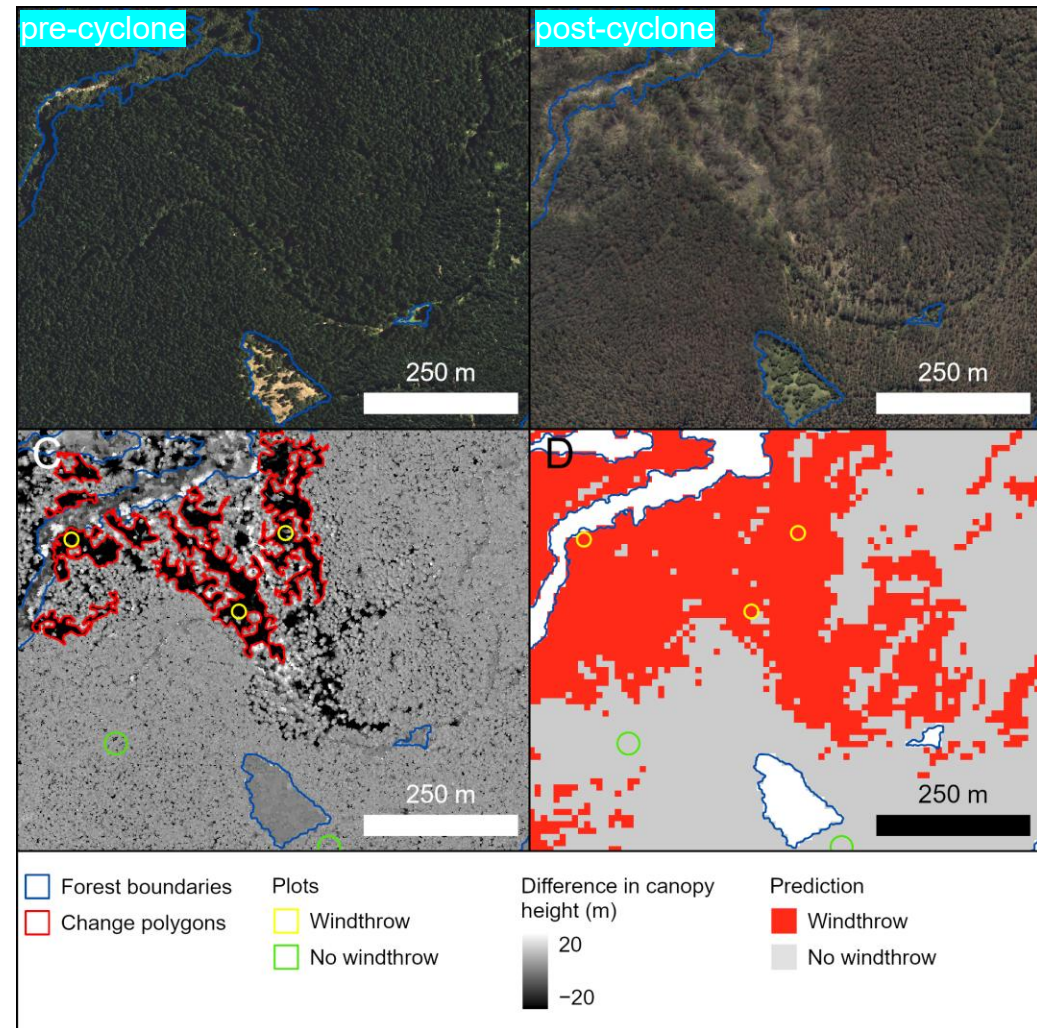 pre-cyclone
post-cyclone
250 m
250 m
C
D
250 m
250 m
Forest boundaries
Change polygons
Plots
Windthrow
No windthrow
Difference in canopy
height (m)
20
−20
Prediction
Windthrow
No windthrow